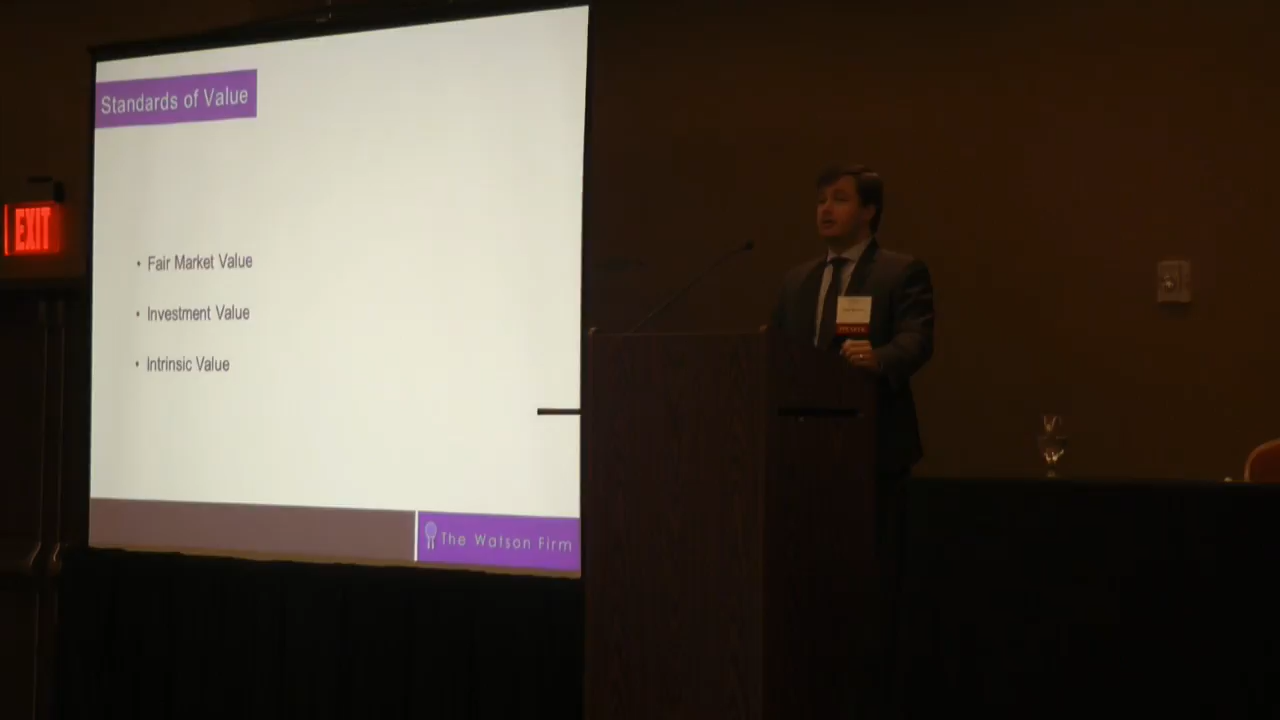 Standards of Value
EXIT
• Fair Market Value
• Investment Value
• Intrinsic Value
The Watson Firm